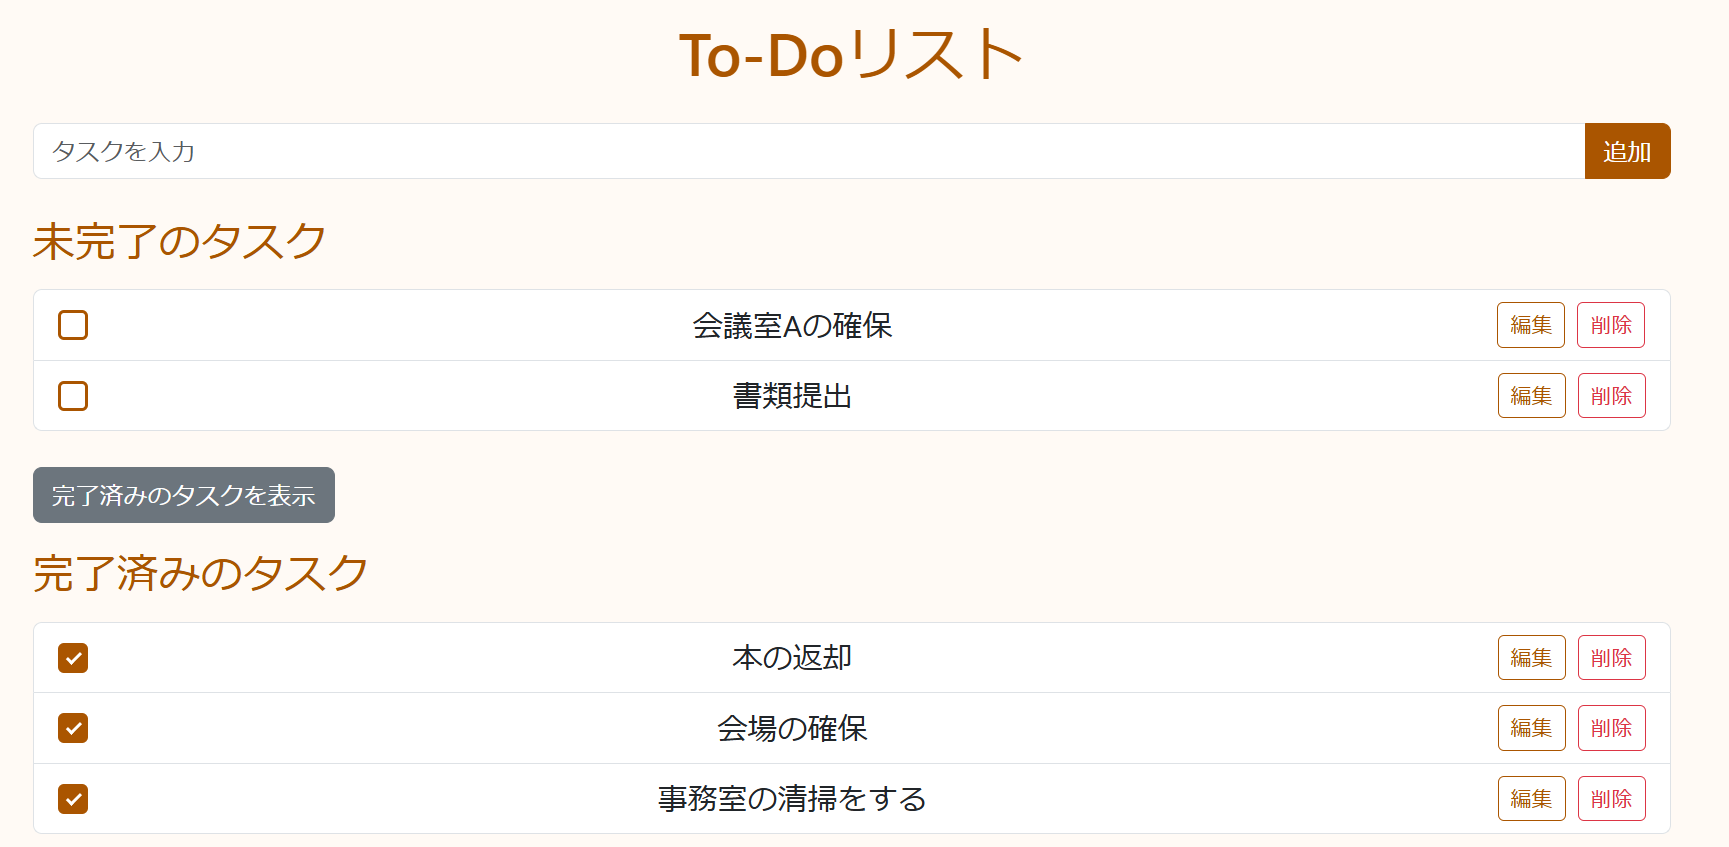 To-Doリスト
タスクを入力 追加
未完了のタスク
会議室Aの確保 編集 削除
書類提出 編集 削除
完了済みのタスクを表示
完了済みのタスク
本の返却 編集 削除
会場の確保 編集 削除
事務室の清掃をする 編集 削除